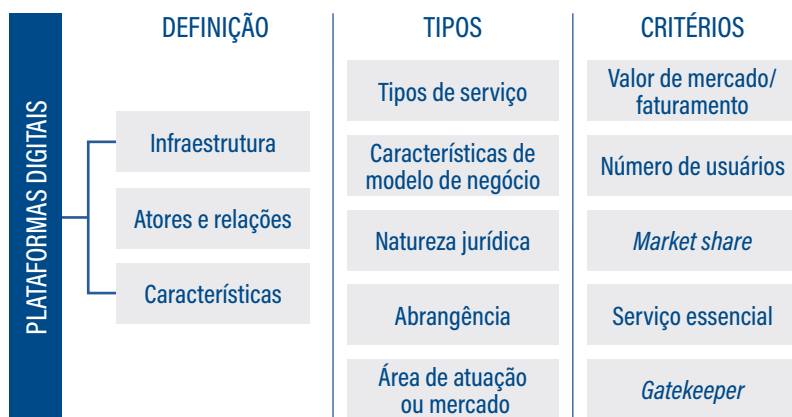 PLATAFORMAS DIGITAIS
DEFINIÇÃO
Infraestrutura
Atores e relações
Características
TIPOS
Tipos de serviço
Características de
modelo de negócio
Natureza jurídica
Abrangência
Área de atuação
ou mercado
CRITÉRIOS
Valor de mercado/
faturamento
Número de usuários
Market share
Serviço essencial
Gatekeeper